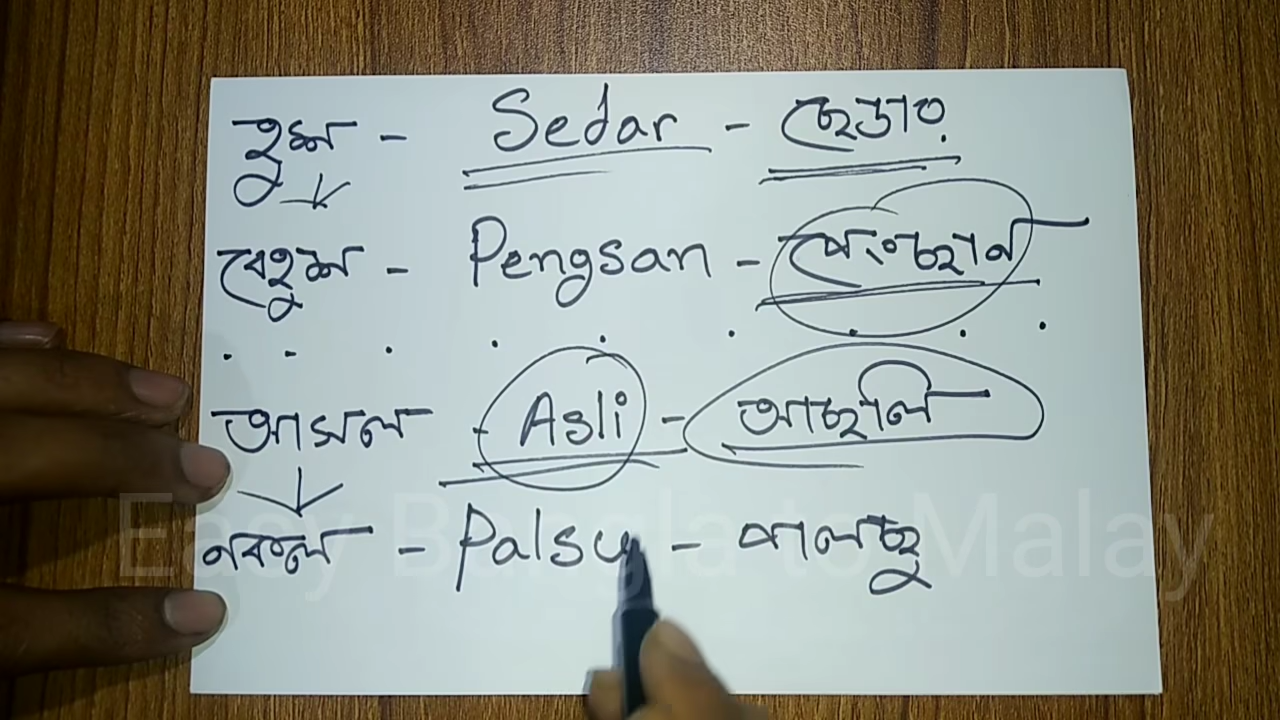 হুশ - Sedar - ছেডার
বেহুশ - Pengsan - পেংছান
আসল - Asli - আছলি
নকল - Palsu - পালছু
Easy Bangla to Malay